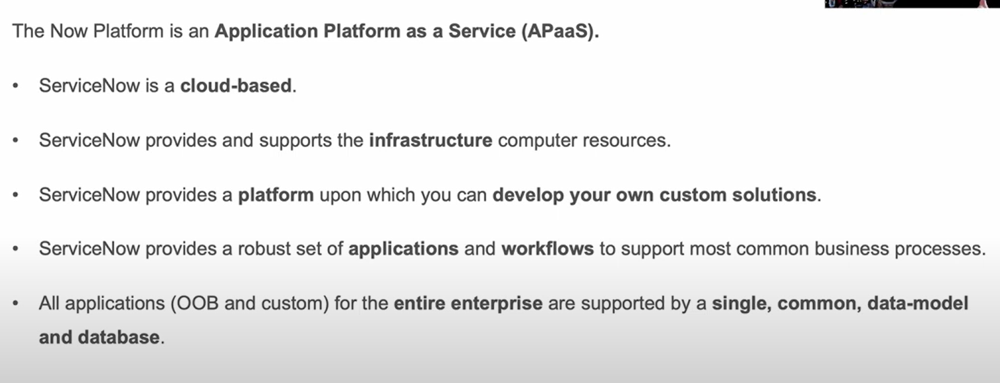 The Now Platform is an Application Platform as a Service (APaaS).
• ServiceNow is a cloud-based.
• ServiceNow provides and supports the infrastructure computer resources.
• ServiceNow provides a platform upon which you can develop your own custom solutions.
• ServiceNow provides a robust set of applications and workflows to support most common business processes.
• All applications (OOB and custom) for the entire enterprise are supported by a single, common, data-model
and database.